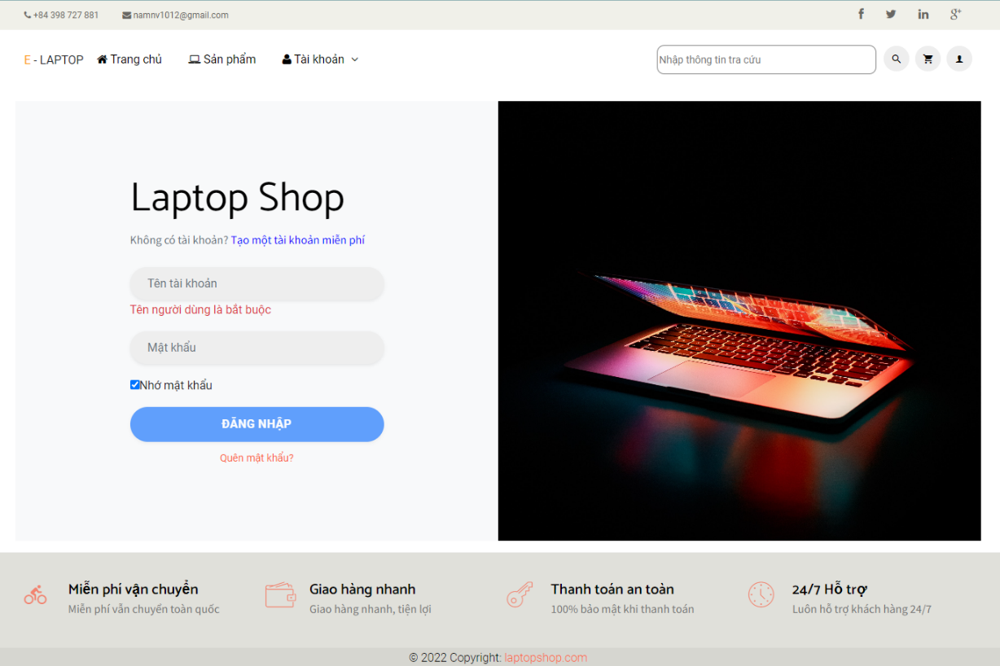 +84 398 727 881
namnv1012@gmail.com
E - LAPTOP
Trang chủ
Sản phẩm
Tài khoản
Nhập thông tin tra cứu
Laptop Shop
Không có tài khoản? Tạo một tài khoản miễn phí
Tên tài khoản
Tên người dùng là bắt buộc
Mật khẩu
Nhớ mật khẩu
ĐĂNG NHẬP
Quên mật khẩu?
Miễn phí vận chuyển
Miễn phí vẫn chuyển toàn quốc
Giao hàng nhanh
Giao hàng nhanh, tiện lợi
Thanh toán an toàn
100% bảo mật khi thanh toán
24/7 Hỗ trợ
Luôn hỗ trợ khách hàng 24/7
© 2022 Copyright: laptopshop.com